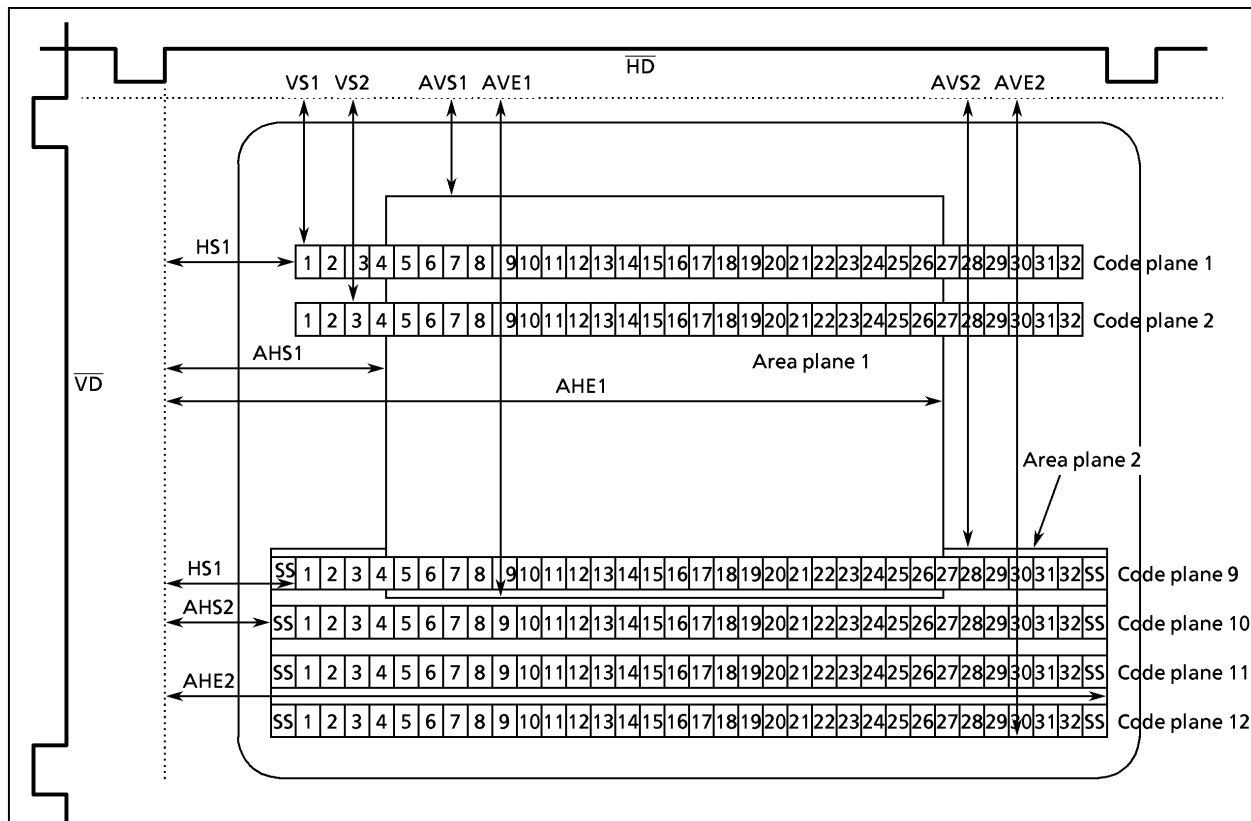 H̅D̅
VS1 VS2 AVS1 AVE1 AVS2 AVE2
HS1
1 2 3 4 5 6 7 8 9 10 11 12 13 14 15 16 17 18 19 20 21 22 23 24 25 26 27 28 29 30 31 32 Code plane 1
1 2 3 4 5 6 7 8 9 10 11 12 13 14 15 16 17 18 19 20 21 22 23 24 25 26 27 28 29 30 31 32 Code plane 2
AHS1
Area plane 1
V̅D̅
AHE1
Area plane 2
HS1
SS 1 2 3 4 5 6 7 8 9 10 11 12 13 14 15 16 17 18 19 20 21 22 23 24 25 26 27 28 29 30 31 32 SS Code plane 9
AHS2
SS 1 2 3 4 5 6 7 8 9 10 11 12 13 14 15 16 17 18 19 20 21 22 23 24 25 26 27 28 29 30 31 32 SS Code plane 10
SS 1 2 3 4 5 6 7 8 9 10 11 12 13 14 15 16 17 18 19 20 21 22 23 24 25 26 27 28 29 30 31 32 SS Code plane 11
AHE2
SS 1 2 3 4 5 6 7 8 9 10 11 12 13 14 15 16 17 18 19 20 21 22 23 24 25 26 27 28 29 30 31 32 SS Code plane 12